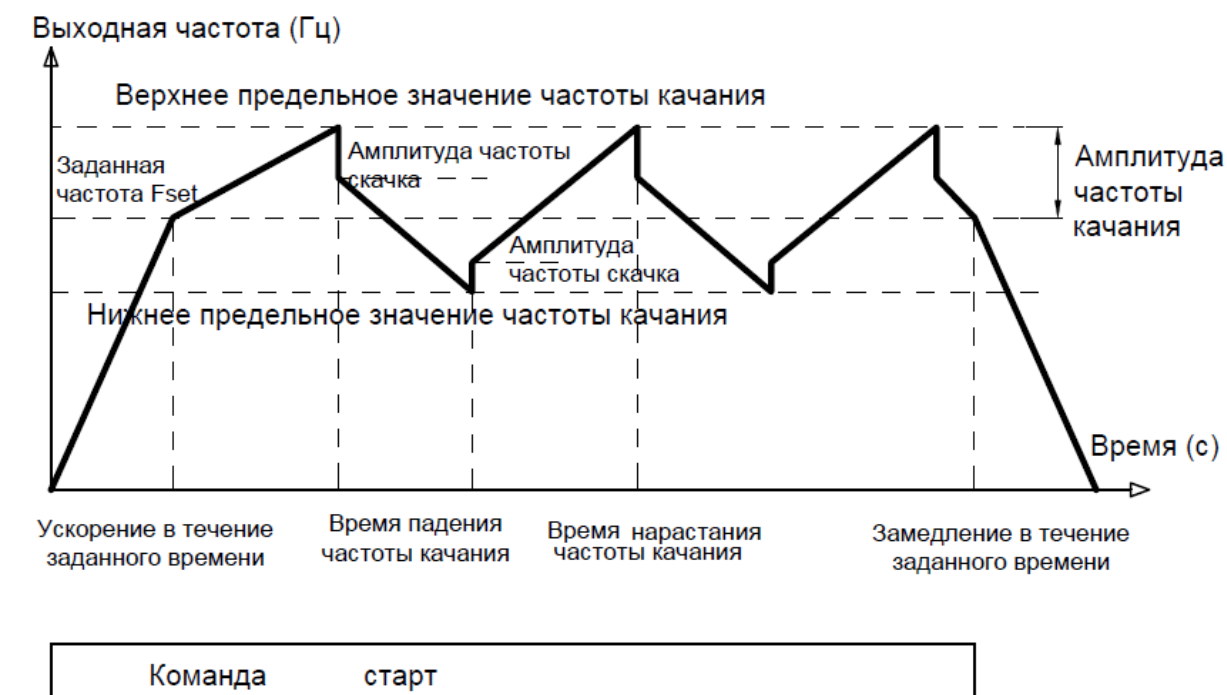 Выходная частота (Гц)
Верхнее предельное значение частоты качания
Заданная
частота Fset
Амплитуда частоты
скачка
Амплитуда
частоты
качания
Амплитуда
частоты скачка
Нижнее предельное значение частоты качания
Время (с)
Ускорение в течение
заданного времени
Время падения
частоты качания
Время нарастания
частоты качания
Замедление в течение
заданного времени
Команда старт